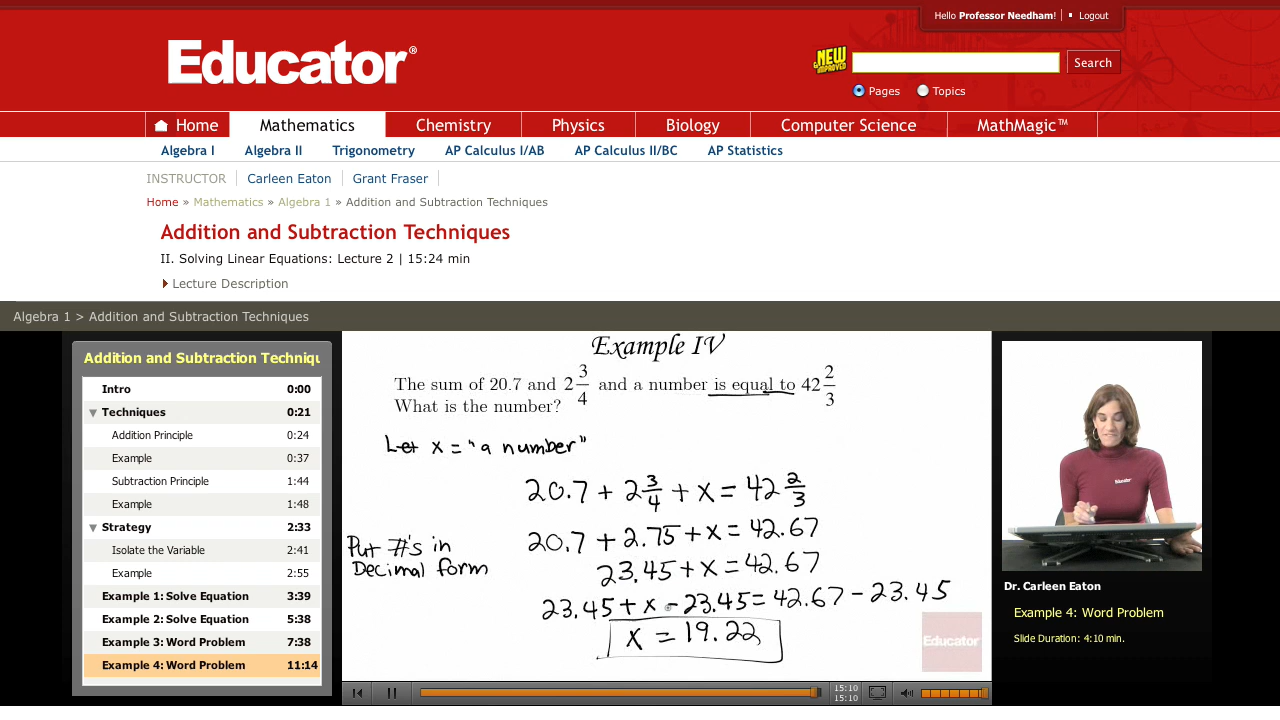 Hello Professor Needham! Logout
Educator®
NEW
& IMPROVED
Search
Pages Topics
Home Mathematics Chemistry Physics Biology Computer Science MathMagic™
Algebra I Algebra II Trigonometry AP Calculus I/AB AP Calculus II/BC AP Statistics
INSTRUCTOR Carleen Eaton Grant Fraser
Home » Mathematics » Algebra 1 » Addition and Subtraction Techniques
Addition and Subtraction Techniques
II. Solving Linear Equations: Lecture 2 | 15:24 min
Lecture Description
Algebra 1 > Addition and Subtraction Techniques
Addition and Subtraction Techniqu
Intro 0:00
Techniques 0:21
Addition Principle 0:24
Example 0:37
Subtraction Principle 1:44
Example 1:48
Strategy 2:33
Isolate the Variable 2:41
Example 2:55
Example 1: Solve Equation 3:39
Example 2: Solve Equation 5:38
Example 3: Word Problem 7:38
Example 4: Word Problem 11:14
Example IV
The sum of 20.7 and 2 3/4 and a number is equal to 42 2/3
What is the number?
Let x = "a number"
20.7 + 2 3/4 + x = 42 2/3
20.7 + 2.75 + x = 42.67
Put #'s in
Decimal form
23.45 + x = 42.67
23.45 + x - 23.45 = 42.67 - 23.45
x = 19.22
Educator
15:10
15:10
Educator
Dr. Carleen Eaton
Example 4: Word Problem
Slide Duration: 4:10 min.